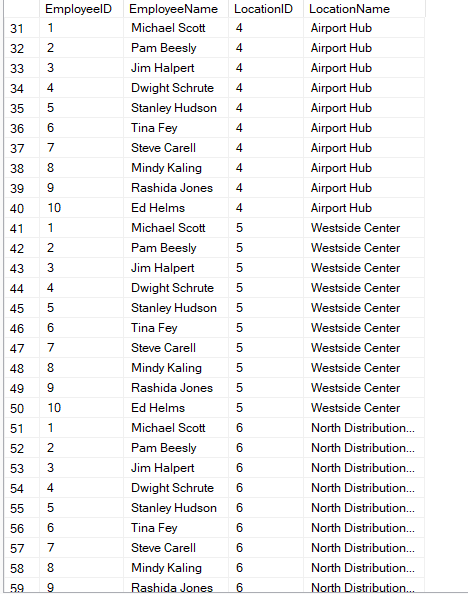 EmployeeID EmployeeName LocationID LocationName
31 1 Michael Scott 4 Airport Hub
32 2 Pam Beesly 4 Airport Hub
33 3 Jim Halpert 4 Airport Hub
34 4 Dwight Schrute 4 Airport Hub
35 5 Stanley Hudson 4 Airport Hub
36 6 Tina Fey 4 Airport Hub
37 7 Steve Carell 4 Airport Hub
38 8 Mindy Kaling 4 Airport Hub
39 9 Rashida Jones 4 Airport Hub
40 10 Ed Helms 4 Airport Hub
41 1 Michael Scott 5 Westside Center
42 2 Pam Beesly 5 Westside Center
43 3 Jim Halpert 5 Westside Center
44 4 Dwight Schrute 5 Westside Center
45 5 Stanley Hudson 5 Westside Center
46 6 Tina Fey 5 Westside Center
47 7 Steve Carell 5 Westside Center
48 8 Mindy Kaling 5 Westside Center
49 9 Rashida Jones 5 Westside Center
50 10 Ed Helms 5 Westside Center
51 1 Michael Scott 6 North Distribution...
52 2 Pam Beesly 6 North Distribution...
53 3 Jim Halpert 6 North Distribution...
54 4 Dwight Schrute 6 North Distribution...
55 5 Stanley Hudson 6 North Distribution...
56 6 Tina Fey 6 North Distribution...
57 7 Steve Carell 6 North Distribution...
58 8 Mindy Kaling 6 North Distribution...
59 9 Rashida Jones 6 North Distribution...